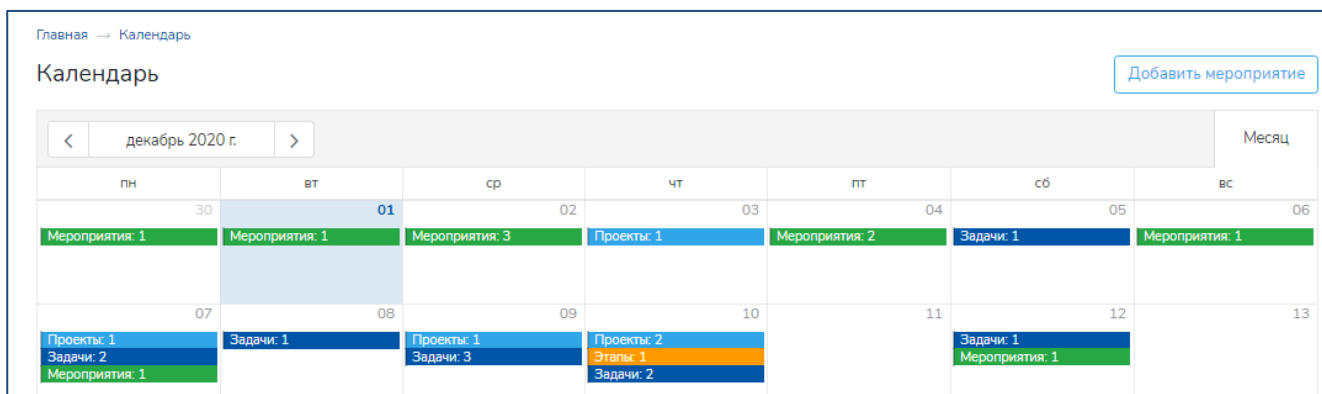 Главная → Календарь
Календарь
Добавить мероприятие
< декабрь 2020 г. >
Месяц
пн вт ср чт пт сб вс
30 01 02 03 04 05 06
Мероприятия: 1 Мероприятия: 1 Мероприятия: 3 Проекты: 1 Мероприятия: 2 Задачи: 1 Мероприятия: 1
07 08 09 10 11 12 13
Проекты: 1 Задачи: 1 Проекты: 1 Проекты: 2 Задачи: 1
Задачи: 2 Задачи: 3 Этапы: 1 Мероприятия: 1
Мероприятия: 1 Задачи: 2